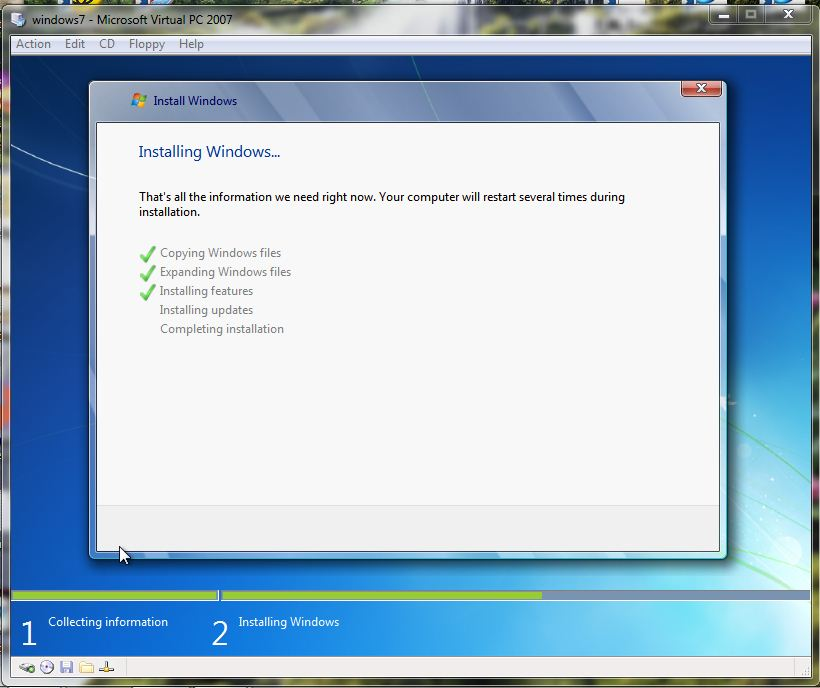 windows7 - Microsoft Virtual PC 2007
Action Edit CD Floppy Help
Install Windows
Installing Windows...
That's all the information we need right now. Your computer will restart several times during
installation.
Copying Windows files
Expanding Windows files
Installing features
Installing updates
Completing installation
1 Collecting information 2 Installing Windows